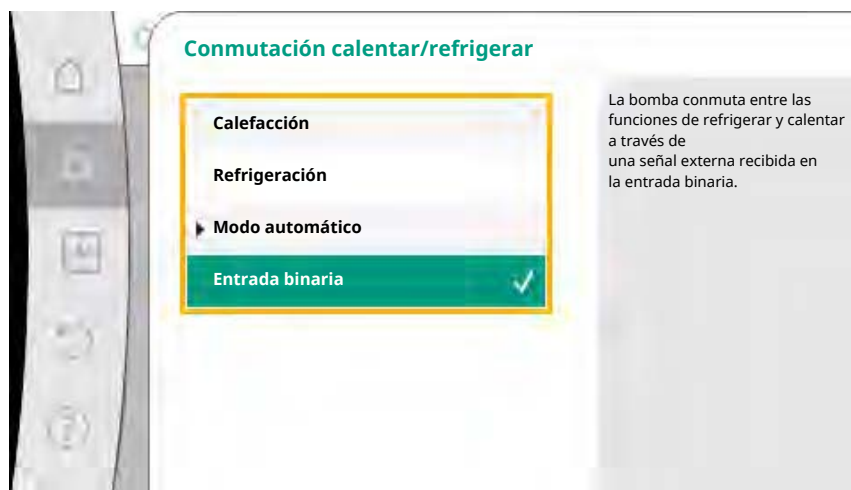 Conmutación calentar/refrigerar
Calefacción
Refrigeración
Modo automático
Entrada binaria
La bomba conmuta entre las
funciones de refrigerar y calentar
a través de
una señal externa recibida en
la entrada binaria.